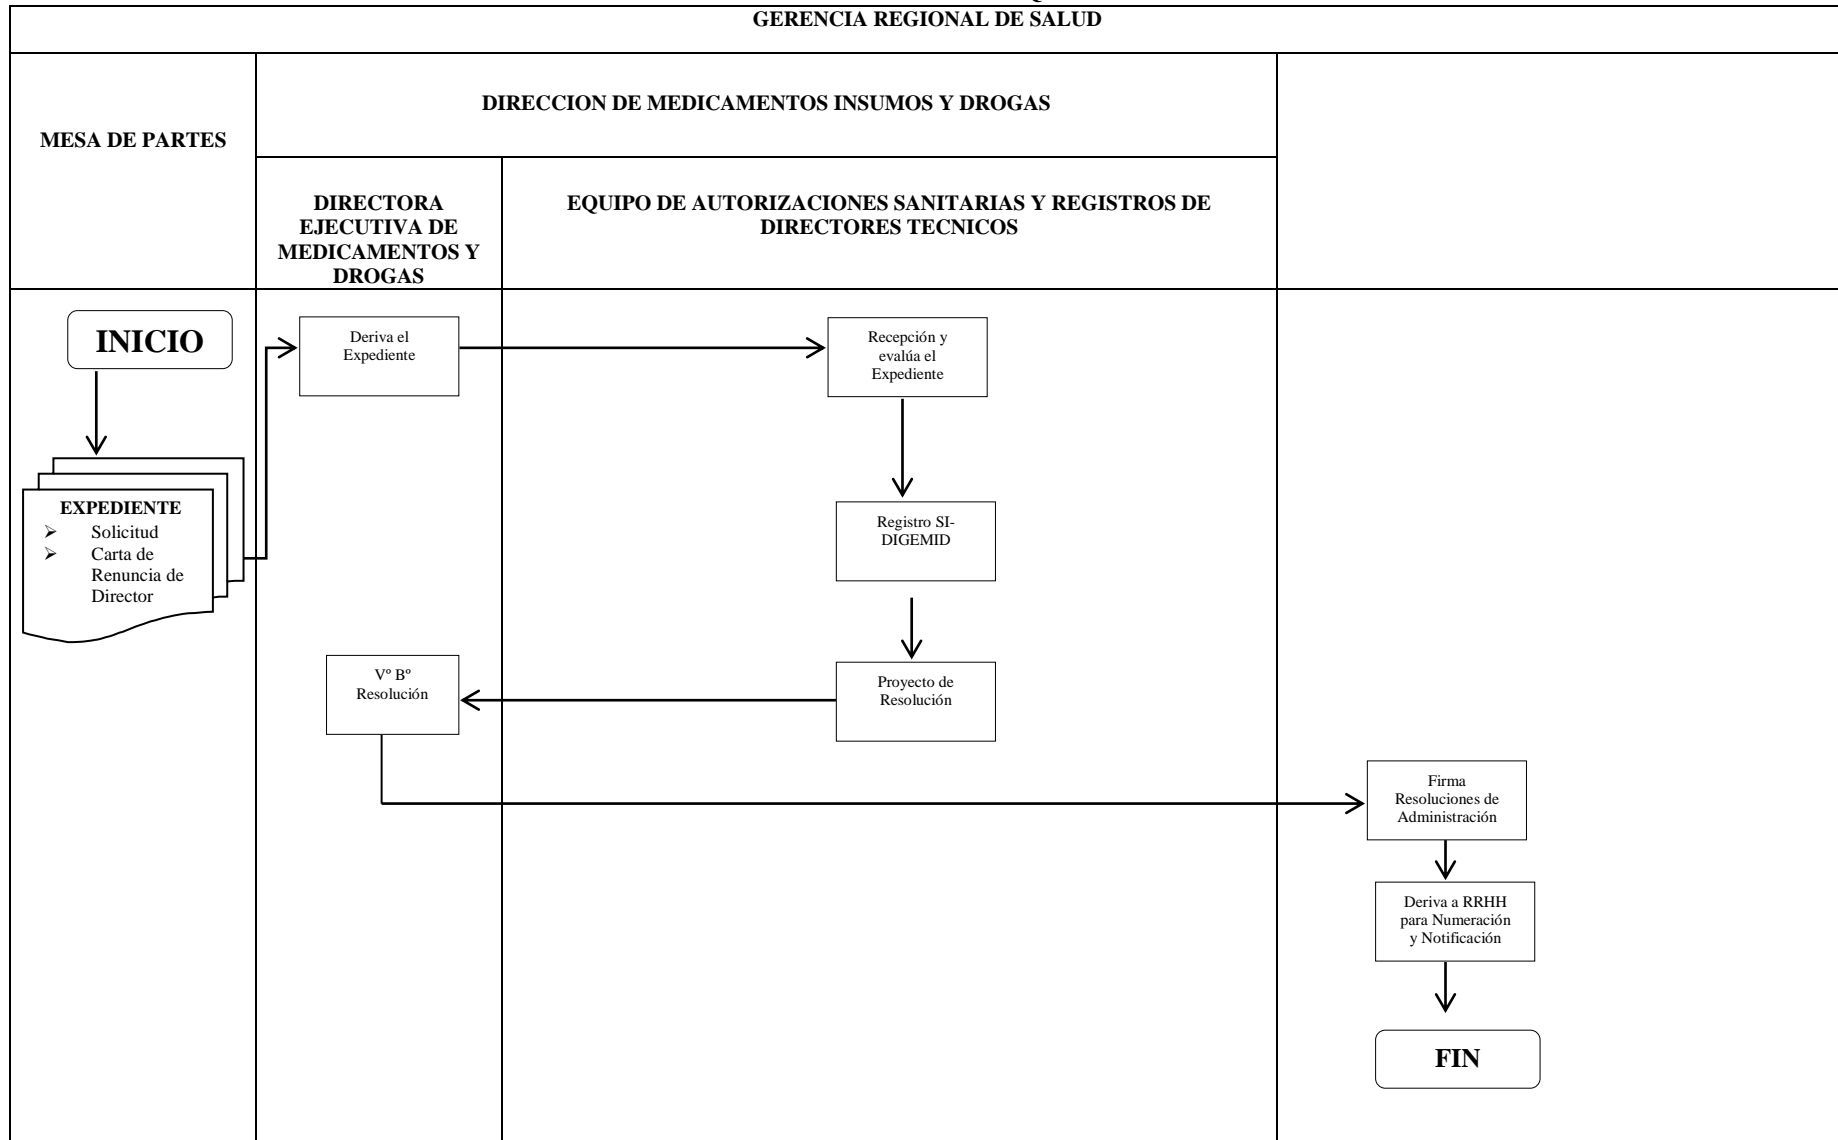 GERENCIA REGIONAL DE SALUD
MESA DE PARTES
DIRECCION DE MEDICAMENTOS INSUMOS Y DROGAS
DIRECTORA
EJECUTIVA DE
MEDICAMENTOS Y
DROGAS
EQUIPO DE AUTORIZACIONES SANITARIAS Y REGISTROS DE
DIRECTORES TECNICOS
INICIO
Deriva el
Expediente
Recepción y
evalúa el
Expediente
EXPEDIENTE
➢ Solicitud
➢ Carta de
Renuncia de
Director
Registro SI-
DIGEMID
Vº Bº
Resolución
Proyecto de
Resolución
Firma
Resoluciones de
Administración
Deriva a RRHH
para Numeración
y Notificación
FIN